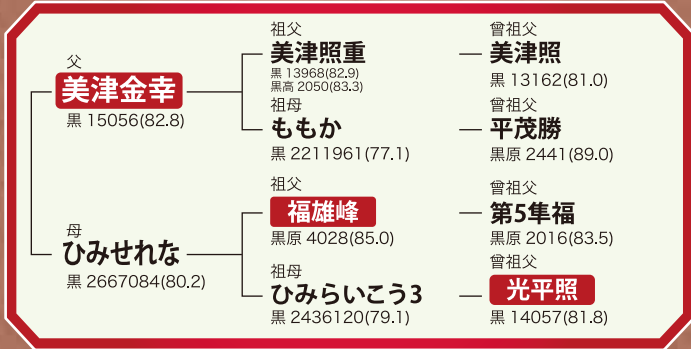 父
美津金幸
黒 15056(82.8)
母
ひみせれな
黒 2667084(80.2)
祖父
美津照重
黒 13968(82.9)
黒高 2050(83.3)
祖母
ももか
黒 2211961(77.1)
祖父
福雄峰
黒原 4028(85.0)
祖母
ひみらいこう3
黒 2436120(79.1)
曾祖父
美津照
黒 13162(81.0)
曾祖父
平茂勝
黒原 2441(89.0)
曾祖父
第5隼福
黒原 2016(83.5)
曾祖父
光平照
黒 14057(81.8)